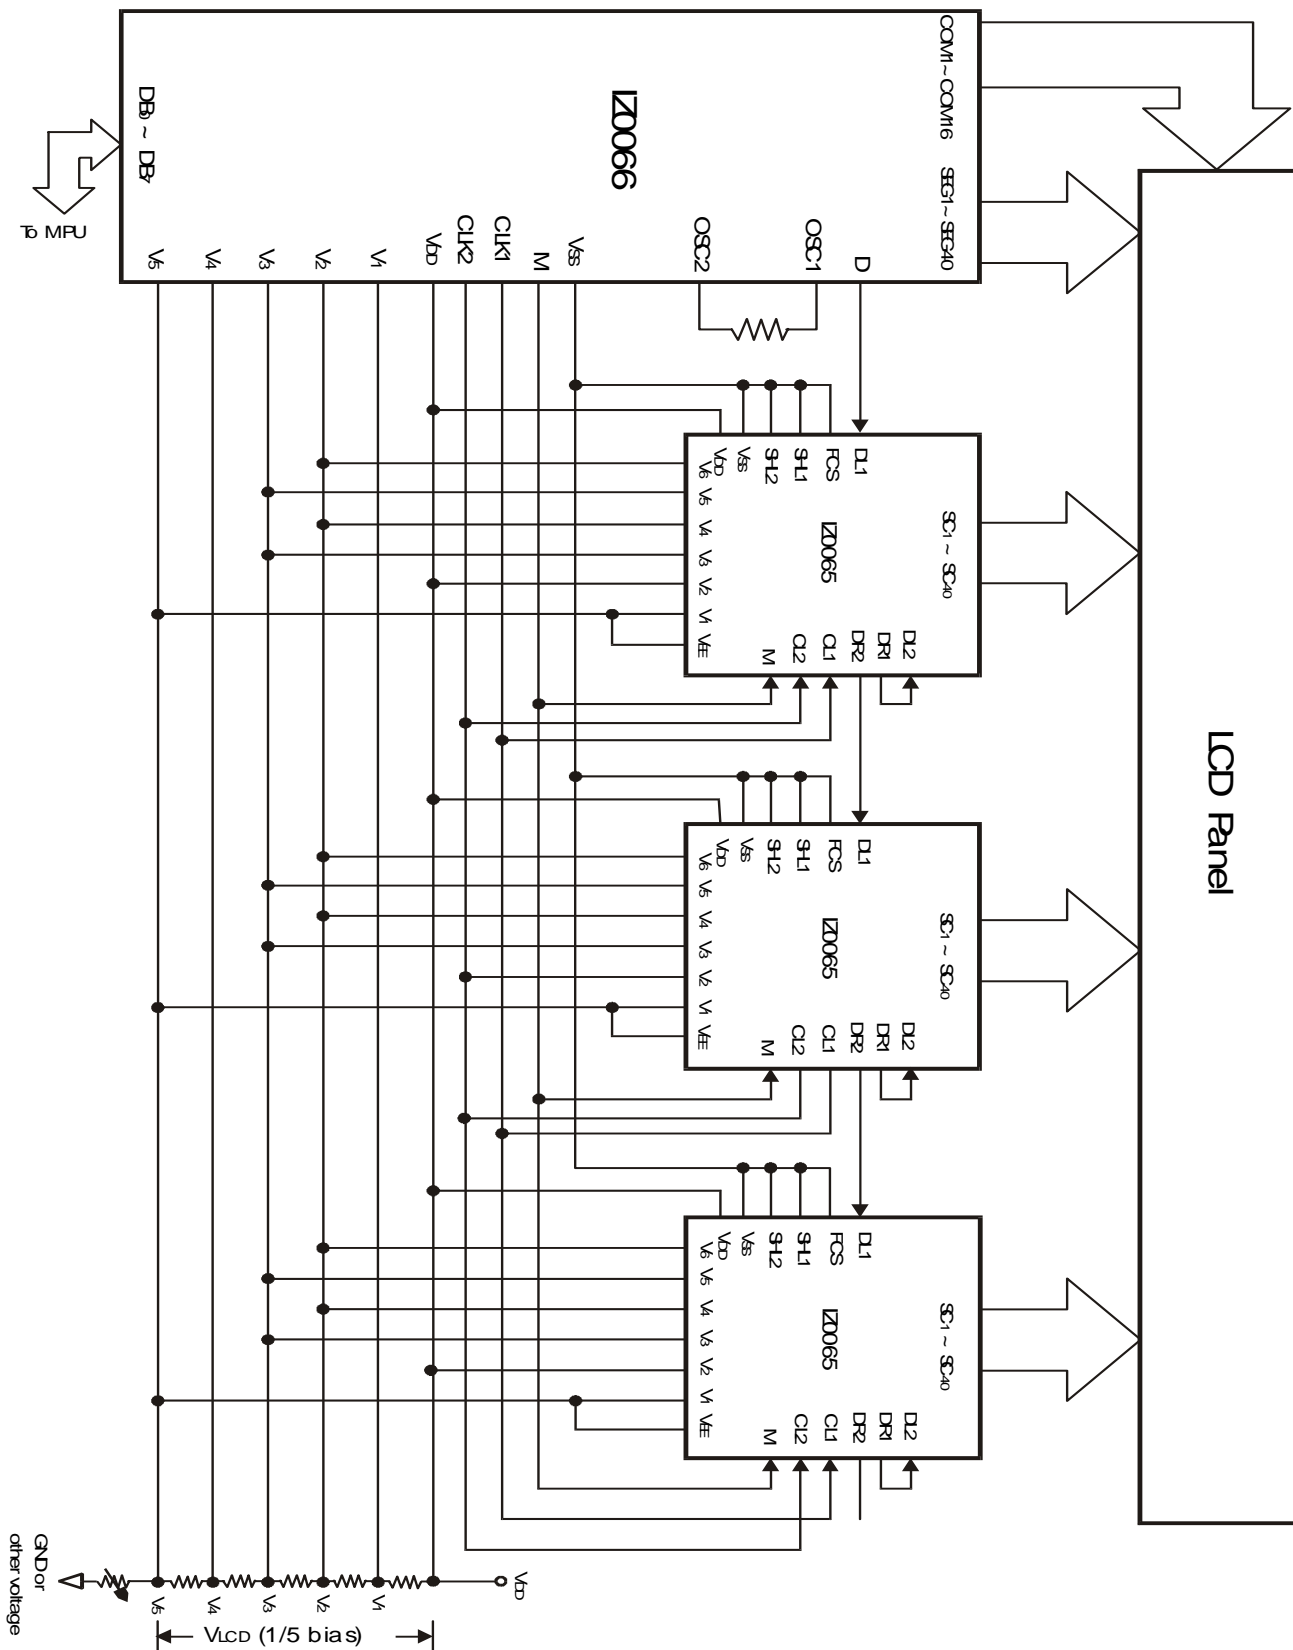 COM1~COM16
SEG1~SEG40
IZ0066
DB0 ~ DB7
To MPU
V5
V4
V3
V2
V1
VDD
CLK2
CLK1
M
VSS
OSC2
OSC1
D
VDD
VSS
SHL2
SHL1
FCS
DL1
V6
V5
V4
V3
V2
V1
VEE
IZ0065
SC1 ~ SC40
M
CL2
CL1
DR2
DR1
DL2
VDD
VSS
SHL2
SHL1
FCS
DL1
V6
V5
V4
V3
V2
V1
VEE
IZ0065
SC1 ~ SC40
M
CL2
CL1
DR2
DR1
DL2
VDD
VSS
SHL2
SHL1
FCS
DL1
V6
V5
V4
V3
V2
V1
VEE
IZ0065
SC1 ~ SC40
M
CL2
CL1
DR2
DR1
DL2
LCD Panel
GND or
other voltage
V5
V4
V3
V2
V1
VDD
VLCD (1/5 bias)